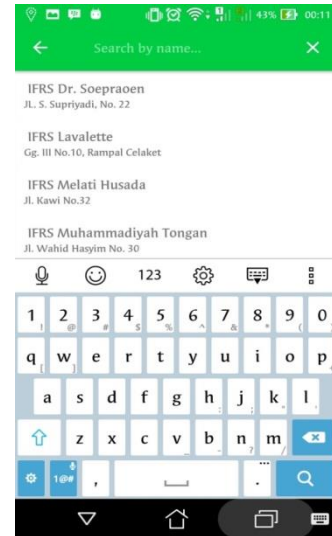 43% 00:11
Search by name...
IFRS Dr. Soepraoen
JL. S. Supriyadi, No. 22
IFRS Lavalette
Gg. III No.10, Rampal Celaket
IFRS Melati Husada
Jl. Kawi No.32
IFRS Muhammadiyah Tongan
Jl. Wahid Hasyim No. 30
123
1 2 3 4 5 6 7 8 9 0
! @ # $ % ^ & * ( )
q w e r t y u i o p
a s d f g h j k l
z x c v b n m
1@# , .